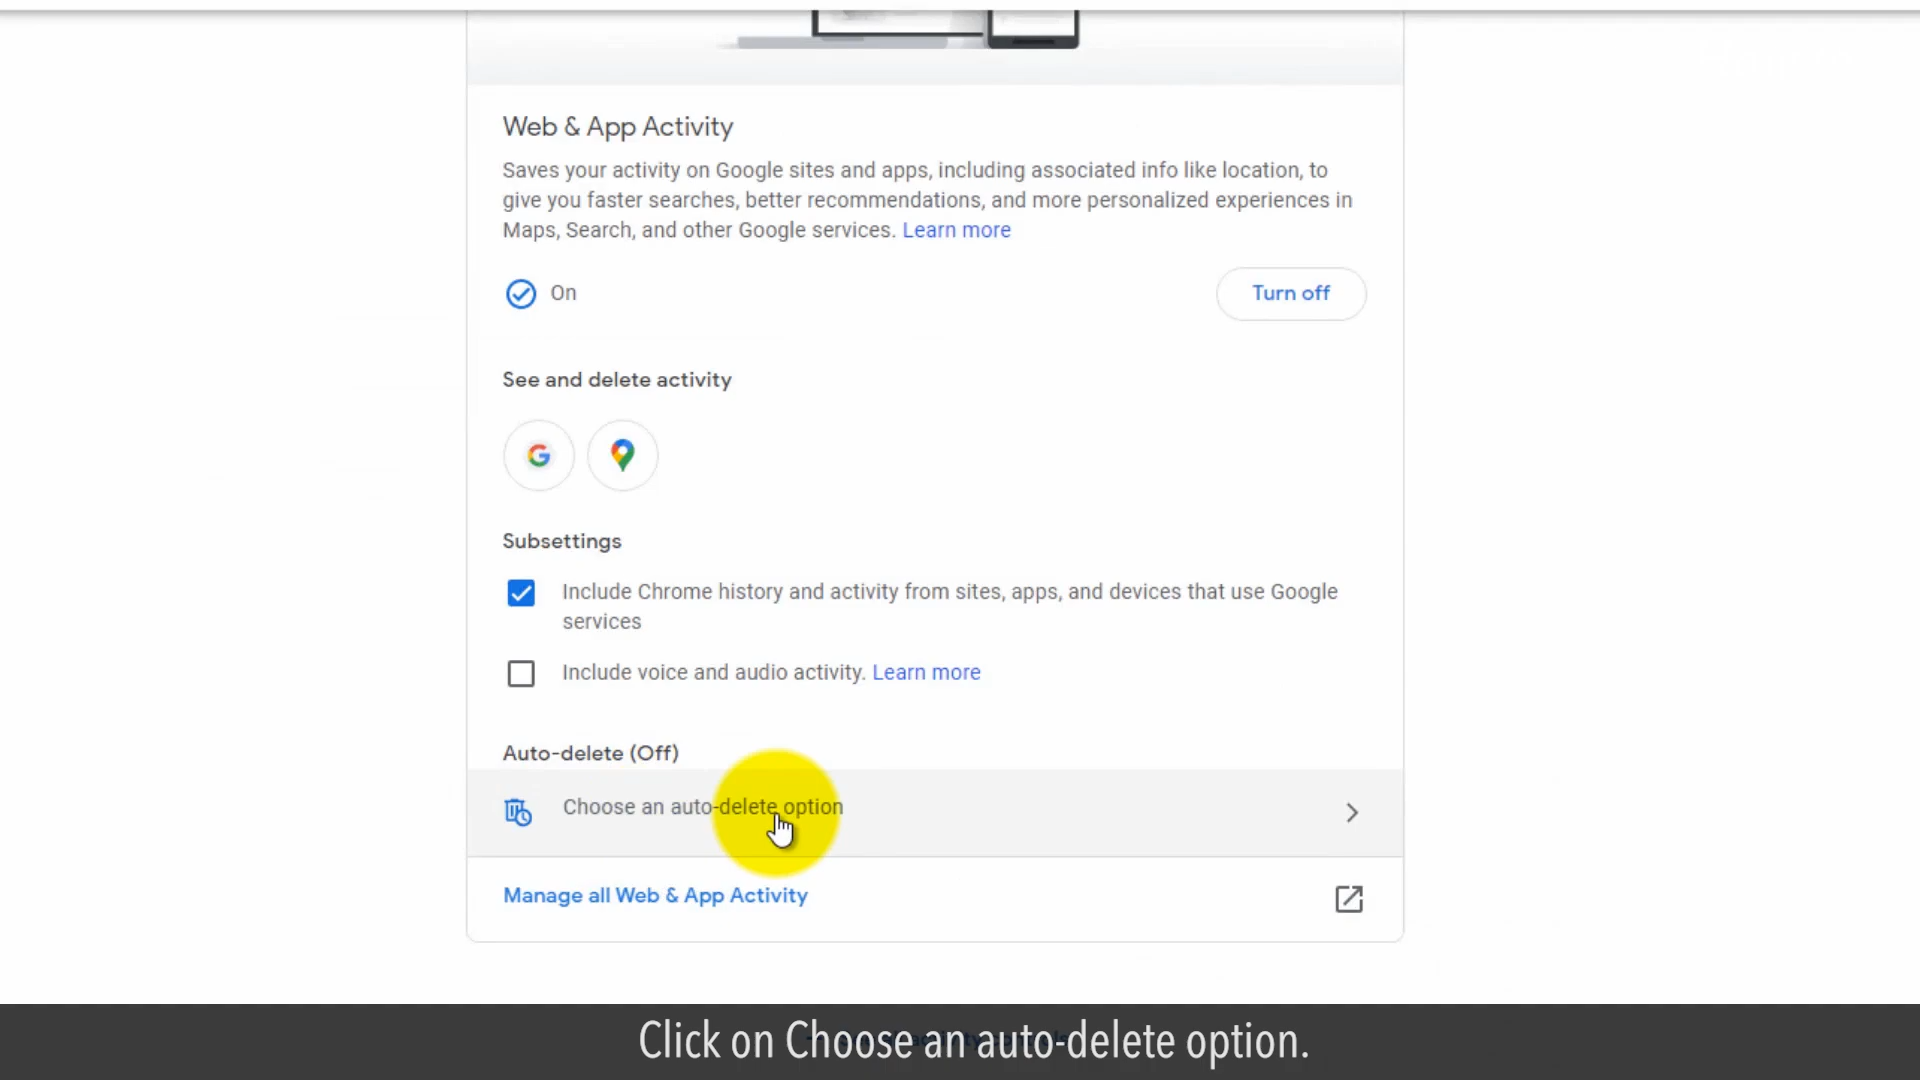 Web & App Activity
Saves your activity on Google sites and apps, including associated info like location, to
give you faster searches, better recommendations, and more personalized experiences in
Maps, Search, and other Google services. Learn more
On
Turn off
See and delete activity
Subsettings
Include Chrome history and activity from sites, apps, and devices that use Google
services
Include voice and audio activity. Learn more
Auto-delete (Off)
Choose an auto-delete option
Manage all Web & App Activity
Click on Choose an auto-delete option.